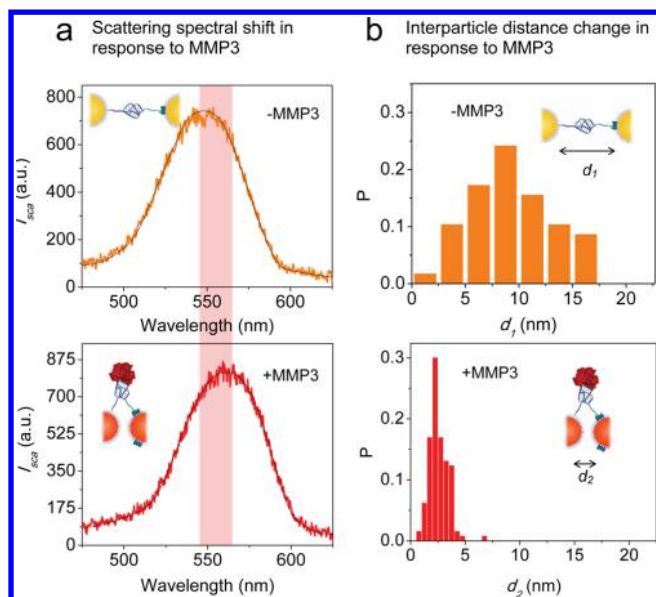 a Scattering spectral shift in
response to MMP3
b Interparticle distance change in
response to MMP3
-MMP3
800
600
400
200
0
I_sca (a.u.)
500 550 600
Wavelength (nm)
-MMP3
d_1
0.3
0.2
0.1
0.0
P
0 5 10 15 20
d_1 (nm)
+MMP3
875
700
525
350
175
0
I_sca (a.u.)
500 550 600
Wavelength (nm)
+MMP3
d_2
0.3
0.2
0.1
0.0
P
0 5 10 15 20
d_2 (nm)